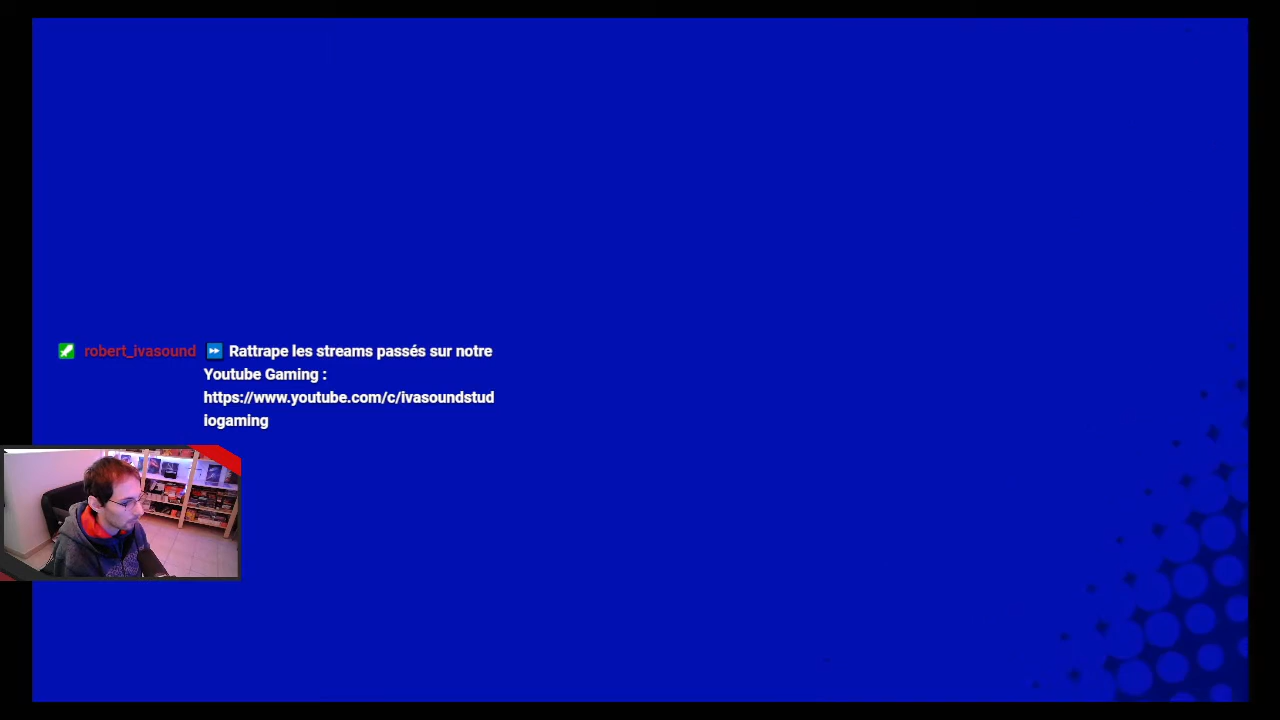 robert_ivasound ⏩ Rattrape les streams passés sur notre
Youtube Gaming :
https://www.youtube.com/c/ivasoundstud
iogaming